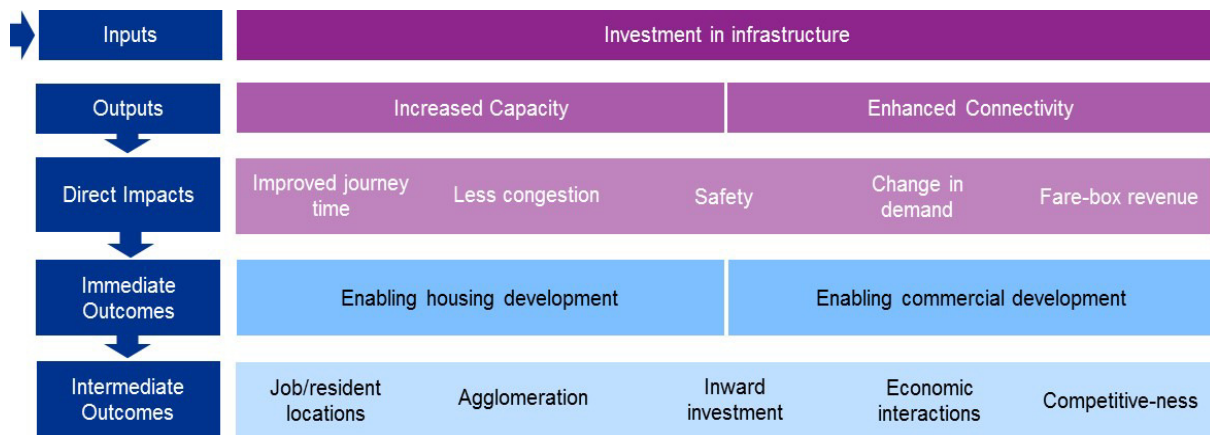 Inputs
Investment in infrastructure
Outputs
Increased Capacity
Enhanced Connectivity
Direct Impacts
Improved journey
time
Less congestion
Safety
Change in
demand
Fare-box revenue
Immediate
Outcomes
Enabling housing development
Enabling commercial development
Intermediate
Outcomes
Job/resident
locations
Agglomeration
Inward
investment
Economic
interactions
Competitive-ness